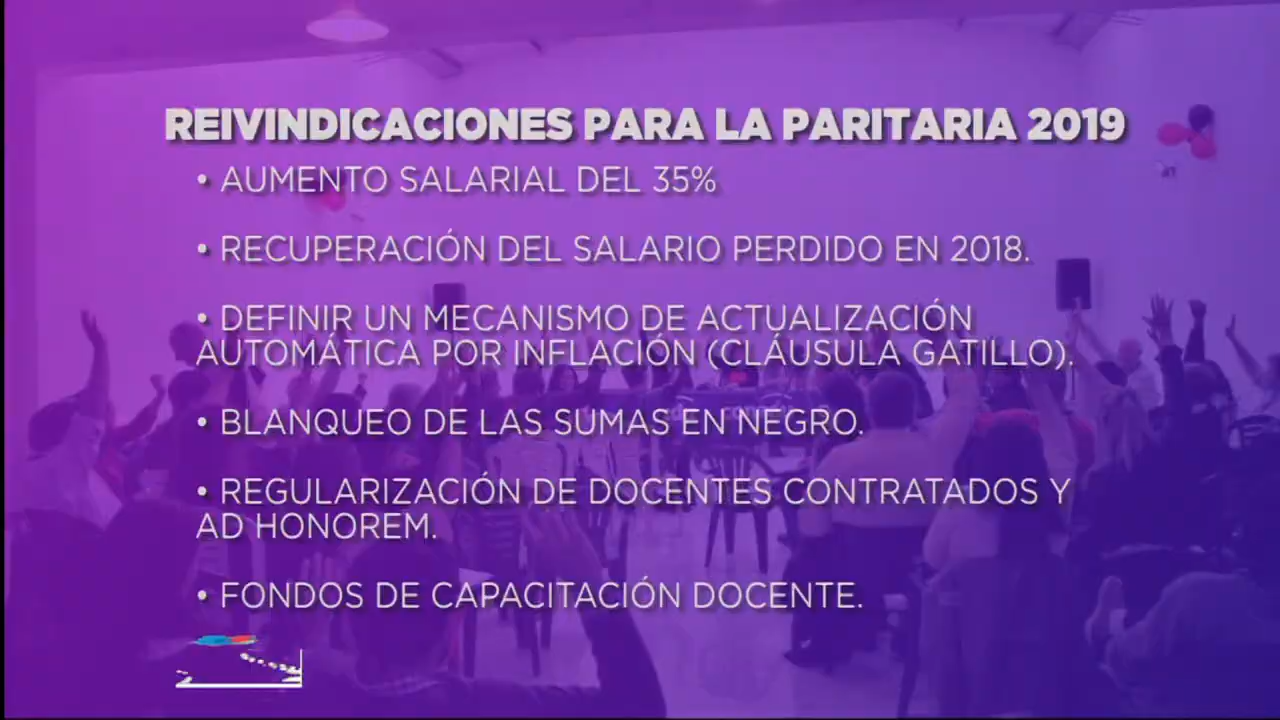 REIVINDICACIONES PARA LA PARITARIA 2019
• AUMENTO SALARIAL DEL 35%
• RECUPERACIÓN DEL SALARIO PERDIDO EN 2018.
• DEFINIR UN MECANISMO DE ACTUALIZACIÓN
AUTOMÁTICA POR INFLACIÓN (CLÁUSULA GATILLO).
• BLANQUEO DE LAS SUMAS EN NEGRO.
• REGULARIZACIÓN DE DOCENTES CONTRATADOS Y
AD HONOREM.
• FONDOS DE CAPACITACIÓN DOCENTE.